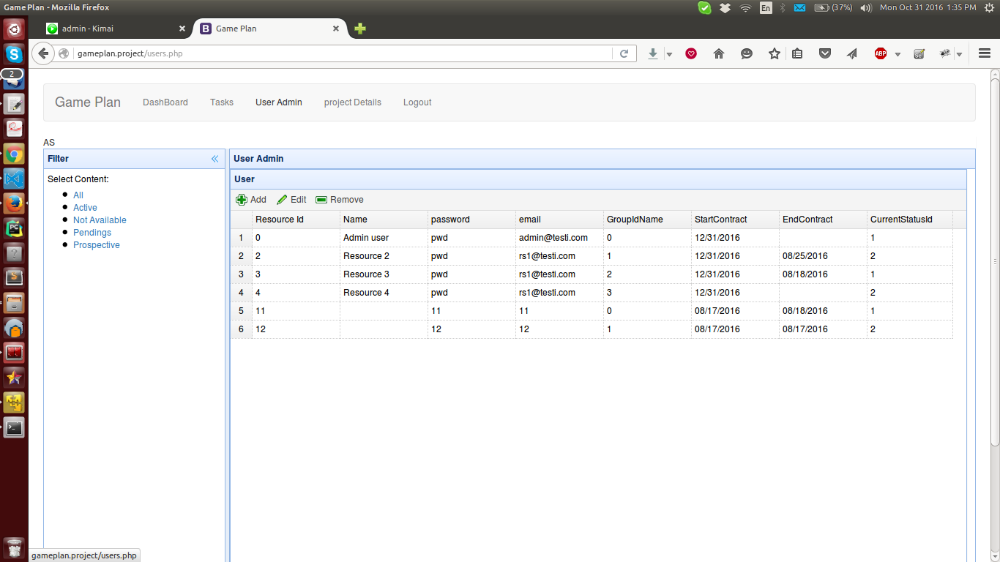 Game Plan - Mozilla Firefox
En
(37%)
Mon Oct 31 2016 1:35 PM
admin - Kimai
Game Plan
gameplan.project/users.php
ABP
2
Game Plan
DashBoard
Tasks
User Admin
project Details
Logout
AS
Filter
User Admin
Select Content:
All
Active
Not Available
Pendings
Prospective
User
Add
Edit
Remove
Resource Id Name password email GroupIdName StartContract EndContract CurrentStatusId
1 0 Admin user pwd admin@testi.com 0 12/31/2016 1
2 2 Resource 2 pwd rs1@testi.com 1 12/31/2016 08/25/2016 2
3 3 Resource 3 pwd rs1@testi.com 2 12/31/2016 08/18/2016 1
4 4 Resource 4 pwd rs1@testi.com 3 12/31/2016 2
5 11 11 11 0 08/17/2016 08/18/2016 1
6 12 12 12 1 08/17/2016 08/17/2016 2
gameplan.project/users.php